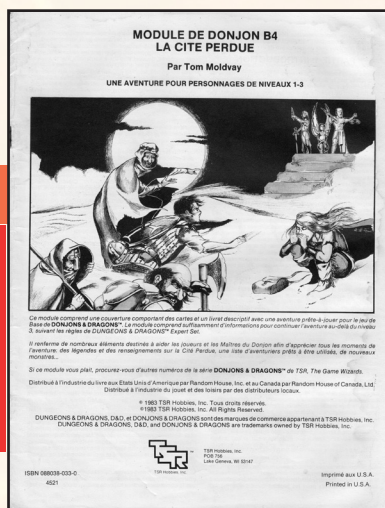 MODULE DE DONJON B4
LA CITE PERDUE
Par Tom Moldvay
UNE AVENTURE POUR PERSONNAGES DE NIVEAUX 1-3
Ce module comprend une couverture comportant des cartes et un livret descriptif avec une aventure prête-à-jouer pour le jeu de
Base de DONJONS & DRAGONS™. Le module comprend suffisamment d'informations pour continuer l'aventure au-delà du niveau
3, suivant les règles de DUNGEONS & DRAGONS™ Expert Set.
Il renferme de nombreux éléments destinés à aider les joueurs et les Maîtres du Donjon afin d'apprécier tous les moments de
l'aventure, des légendes et des renseignements sur la Cité Perdue, une liste d'aventuriers prêts à être utilisés, de nouveaux
monstres...
Si ce module vous plait, procurez-vous d'autres numéros de la série DONJONS & DRAGONS™ de TSR, The Game Wizards.
Distribué à l'industrie du livre aux Etats Unis d'Amerique par Random House, Inc. et au Canada par Random House of Canada, Ltd.
Distribué à l'industrie du jouet et des loisirs par des distributeurs locaux.
© 1983 TSR Hobbies, Inc. Tous droits réservés.
©1983 TSR Hobbies, Inc. All Rights Reserved.
DUNGEONS & DRAGONS, D&D, et DONJONS & DRAGONS sont des marques de commerce appartenant à TSR Hobbies, Inc.
DUNGEONS & DRAGONS, D&D, and DONJONS & DRAGONS are trademarks owned by TSR Hobbies, Inc.
TSR Hobbies, Inc.
POB 756
Lake Geneva, WI 53147
TSR Hobbies, Inc.
ISBN 088038-033-0
4521
Imprimé aux U.S.A.
Printed in U.S.A.